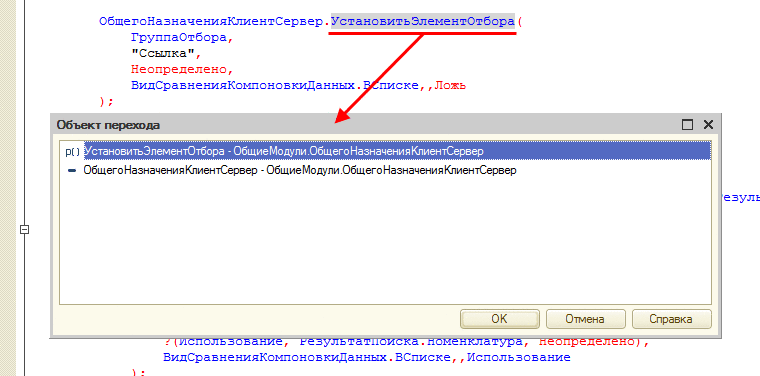 ОбщегоНазначенияКлиентСервер.УстановитьЭлементОтбора(
ГруппаОтбора,
"Ссылка",
Неопределено,
ВидСравненияКомпоновкиДанных.ВСписке,,Ложь
);
Объект перехода
p() УстановитьЭлементОтбора - ОбщиеМодули.ОбщегоНазначенияКлиентСервер
ОбщегоНазначенияКлиентСервер - ОбщиеМодули.ОбщегоНазначенияКлиентСервер
OK Отмена Справка
?(Использование, РезультатПоиска.Номенклатура, Неопределено),
ВидСравненияКомпоновкиДанных.ВСписке,,Использование
);